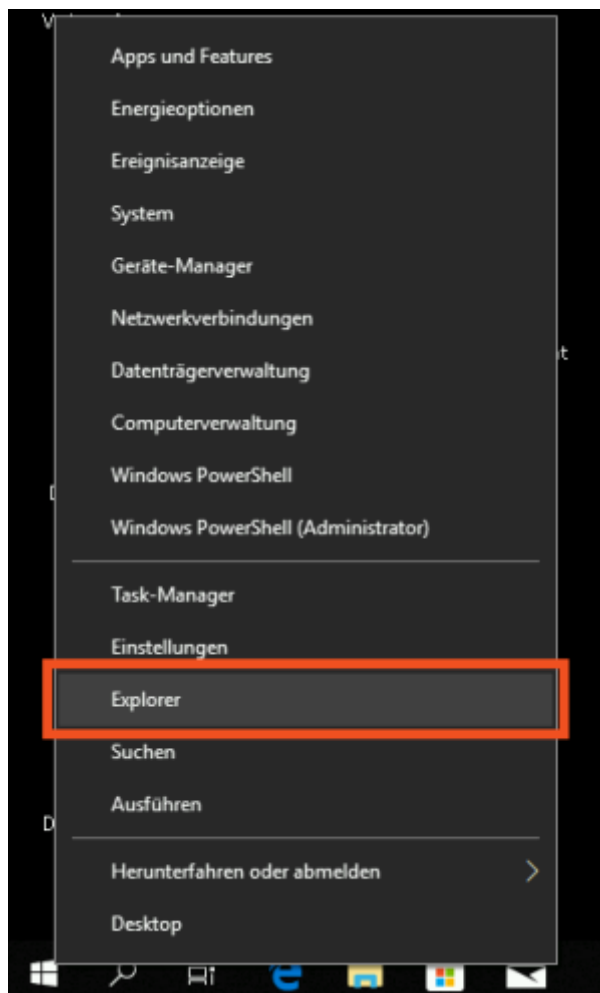 Apps und Features
Energieoptionen
Ereignisanzeige
System
Geräte-Manager
Netzwerkverbindungen
Datenträgerverwaltung
Computerverwaltung
Windows PowerShell
Windows PowerShell (Administrator)
Task-Manager
Einstellungen
Explorer
Suchen
Ausführen
Herunterfahren oder abmelden
Desktop